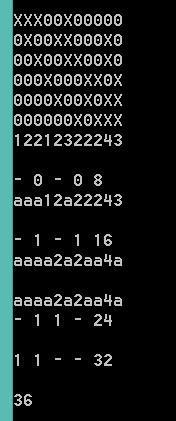 XXX00X00000
0X00XX000X0
00X00XX00X0
000X000XX0X
0000X00X0XX
000000X0XXX
12212322243
- 0 - 0 8
aaa12a22243
- 1 - 1 16
aaaa2a2aa4a
aaaa2a2aa4a
- 1 1 - 24
1 1 - - 32
36